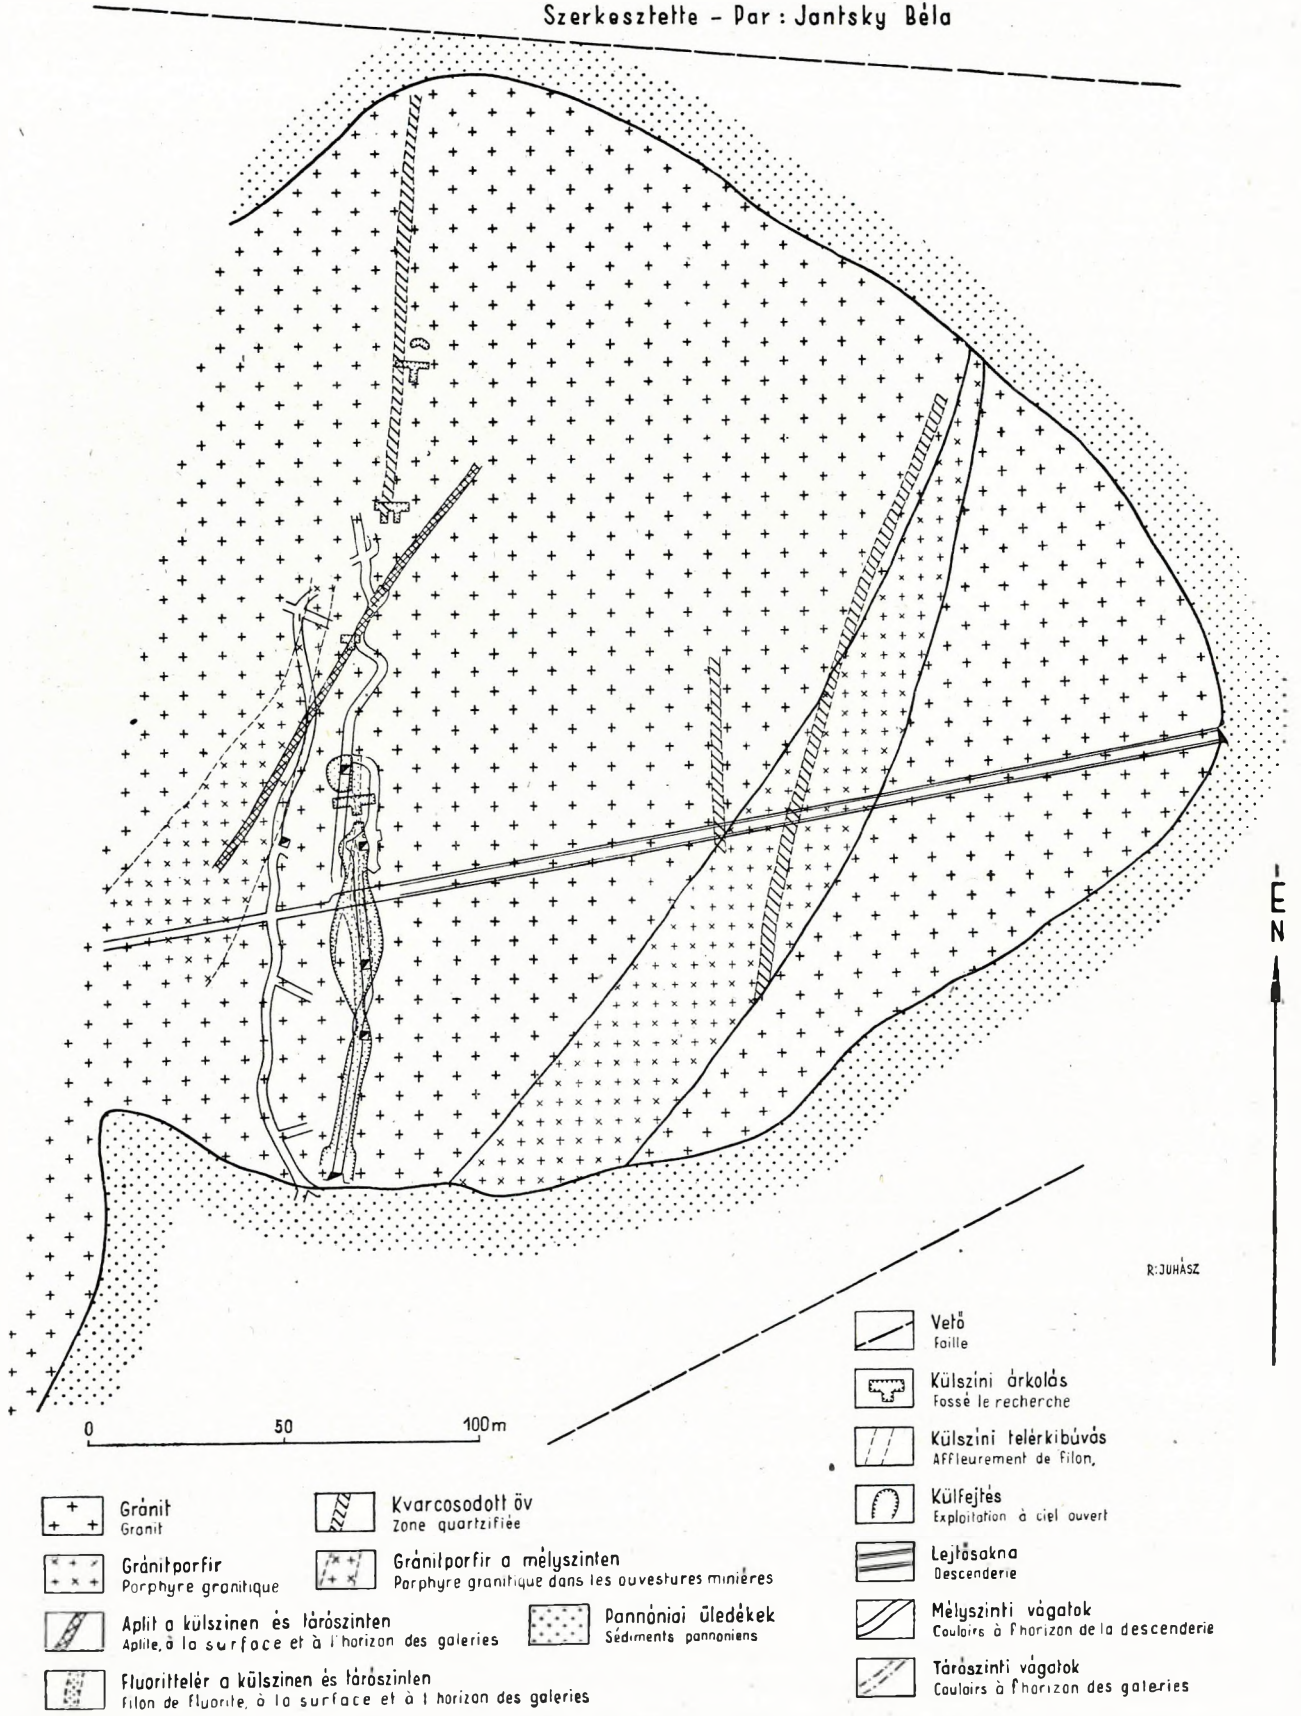 Szerkesztette - Par : Jantsky Béla
É
N
R:JUHÁSZ
0 50 100m
Gránit
Granit
Gránitporfir
Porphyre granitique
Aplit a külszinen és tárószinten
Aplite, à la surface et à l'horizon des galeries
Fluorittelér a külszinen és tárószinten
Filon de fluorite, à la surface et à l horizon des galeries
Kvarcosodott öv
Zone quartzifiée
Gránitporfir a mélyszinten
Porphyre granitique dans les ouvestures minières
Pannóniai üledékek
Sédiments pannoniens
Vető
Faille
Külszíni árkolás
Fossé le recherche
Külszíni telérkibúvás
Affleurement de filon,
Külfejtés
Exploitation à ciel ouvert
Lejtősakna
Descenderie
Mélyszinti vágatok
Couloirs à l'horizon de la descenderie
Tárószinti vágatok
Couloirs à l'horizon des galeries